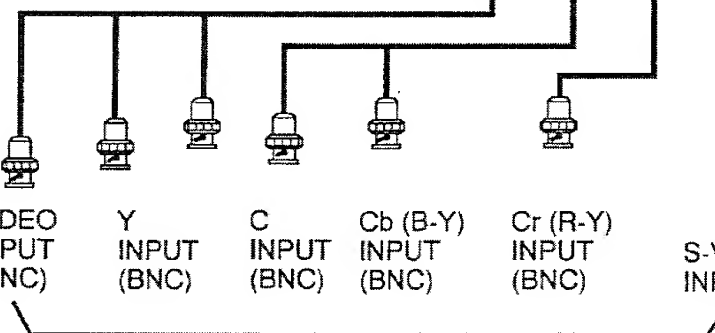 DEO Y C Cb (B-Y) Cr (R-Y)
PUT INPUT INPUT INPUT INPUT S-
NC) (BNC) (BNC) (BNC) (BNC) IN